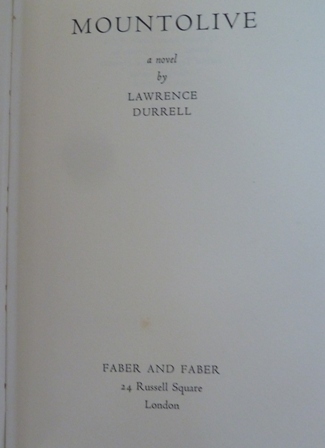 MOUNTOLIVE
a novel
by
LAWRENCE
DURRELL
FABER AND FABER
24 Russell Square
London